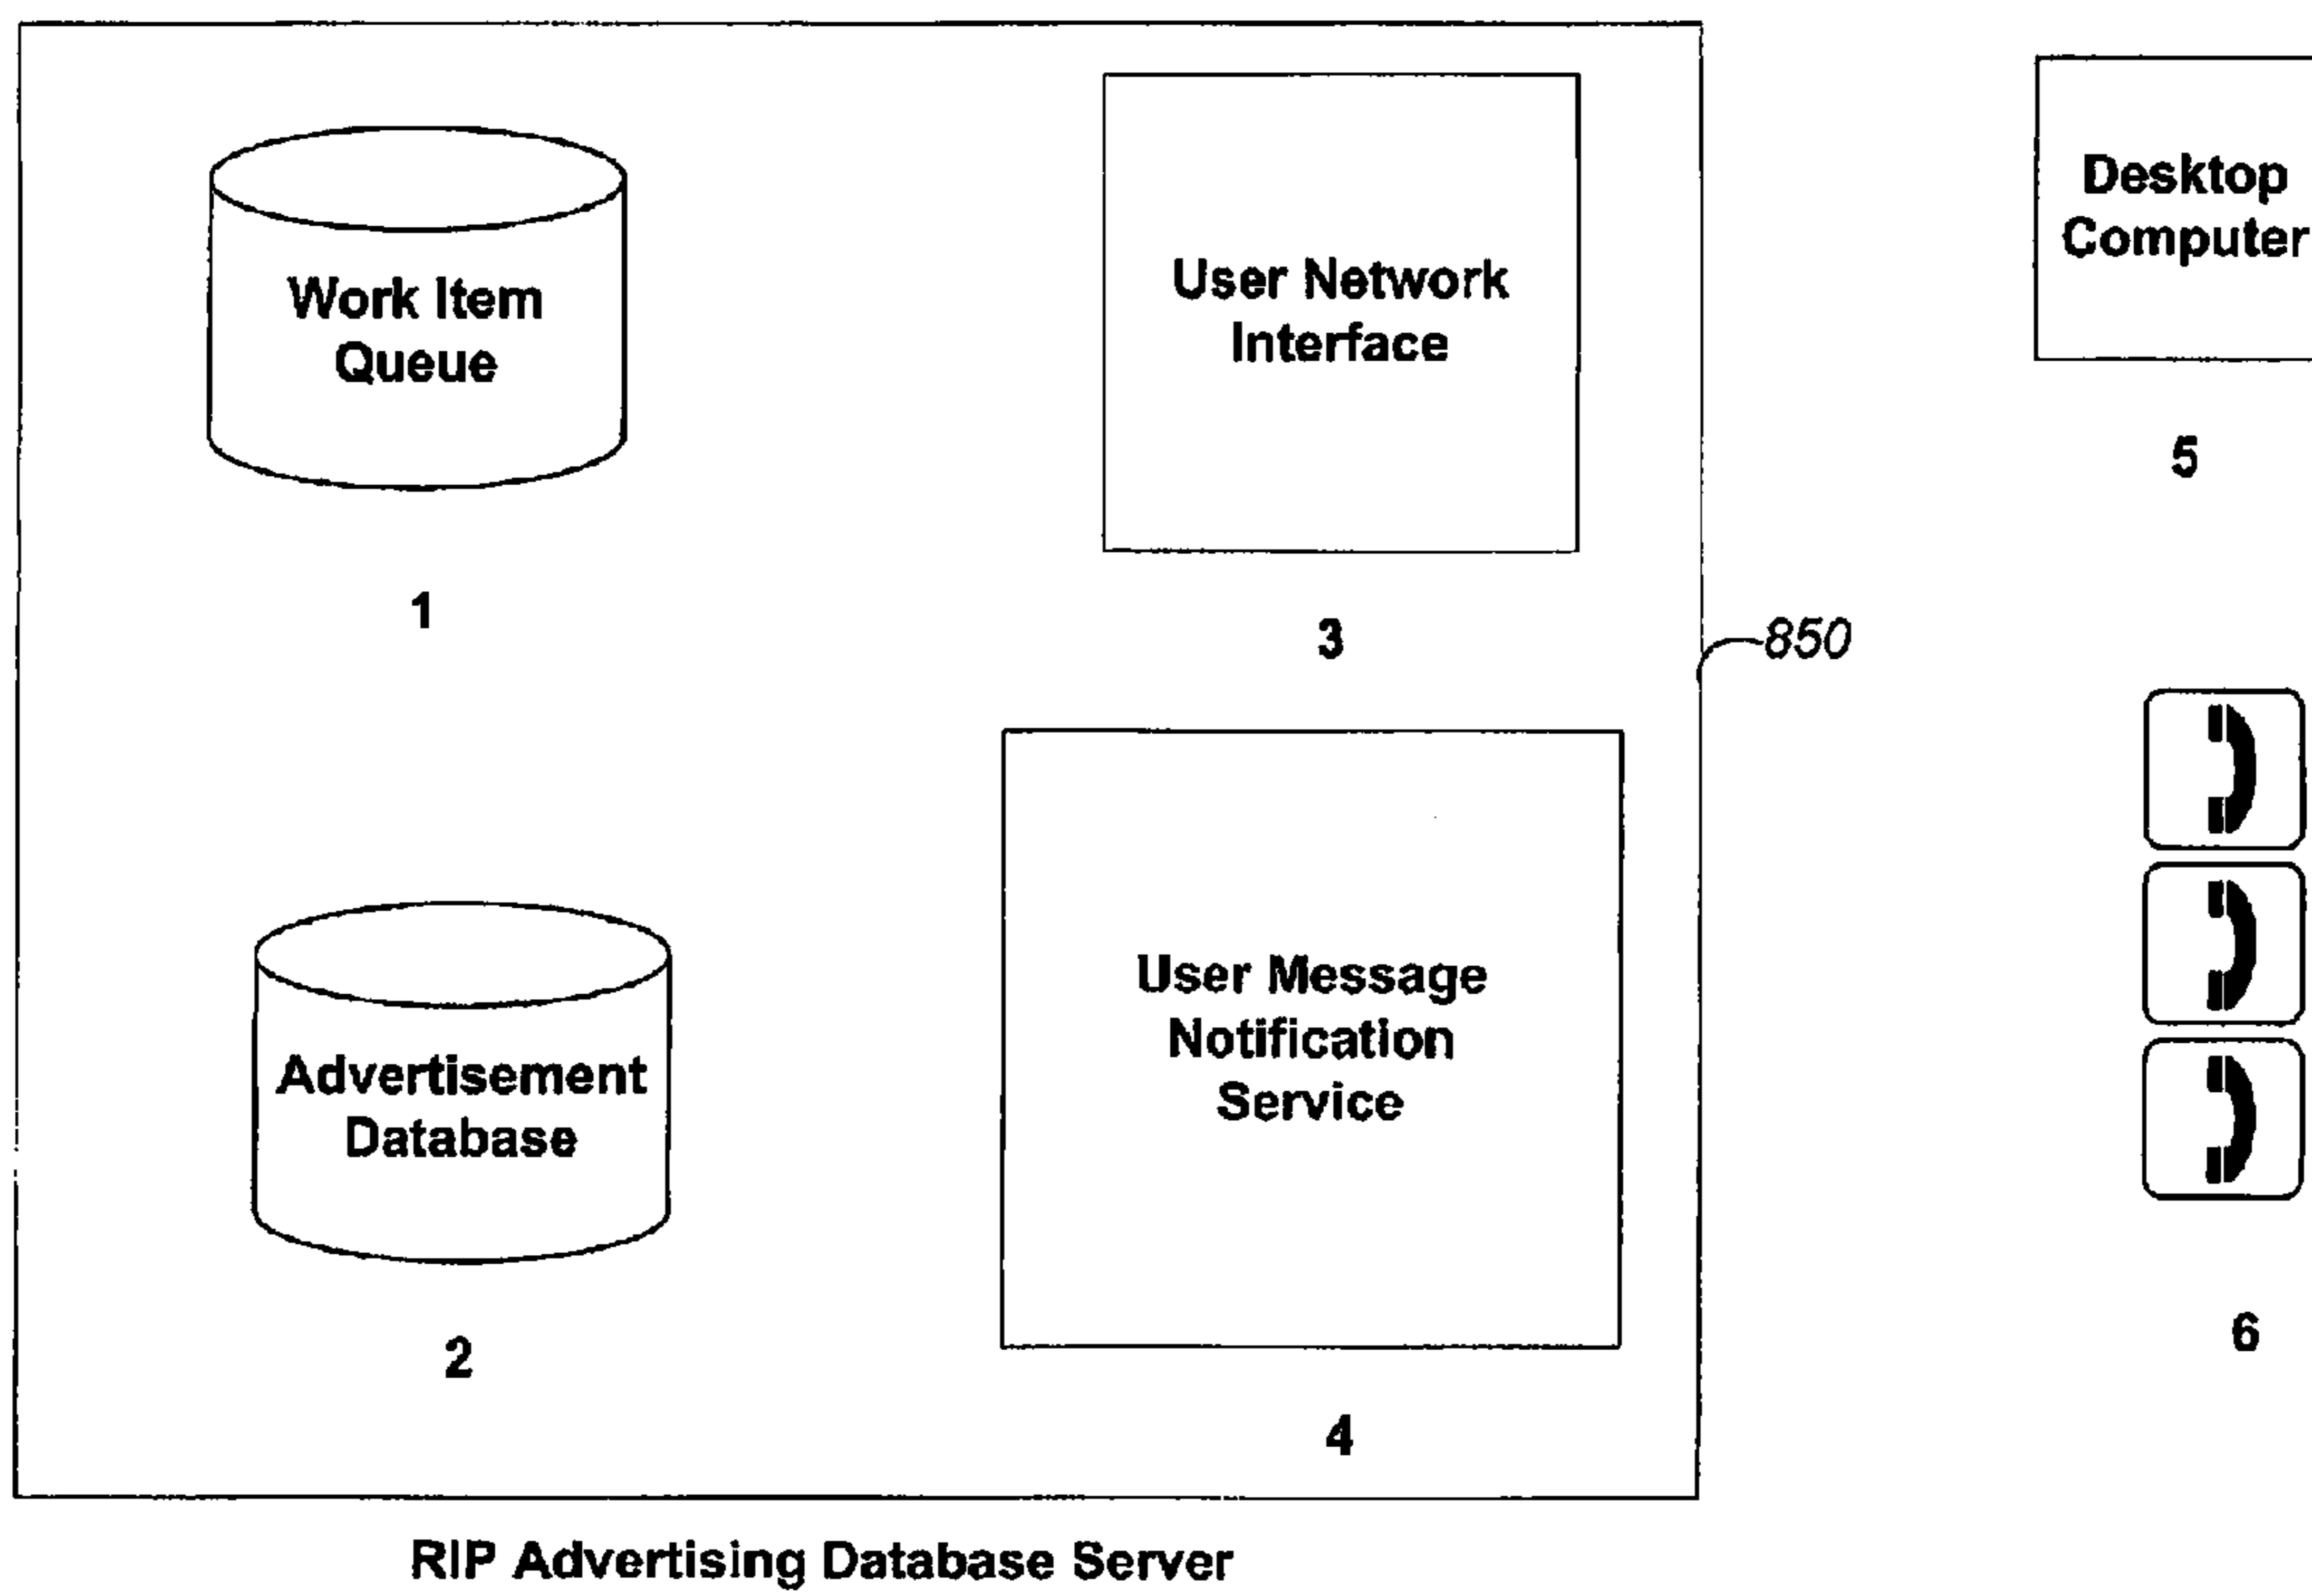 Work Item
Queue
1
User Network
Interface
3
Desktop
Computer
5
850
Advertisement
Database
2
User Message
Notification
Service
4
6
RIP Advertising Database Server